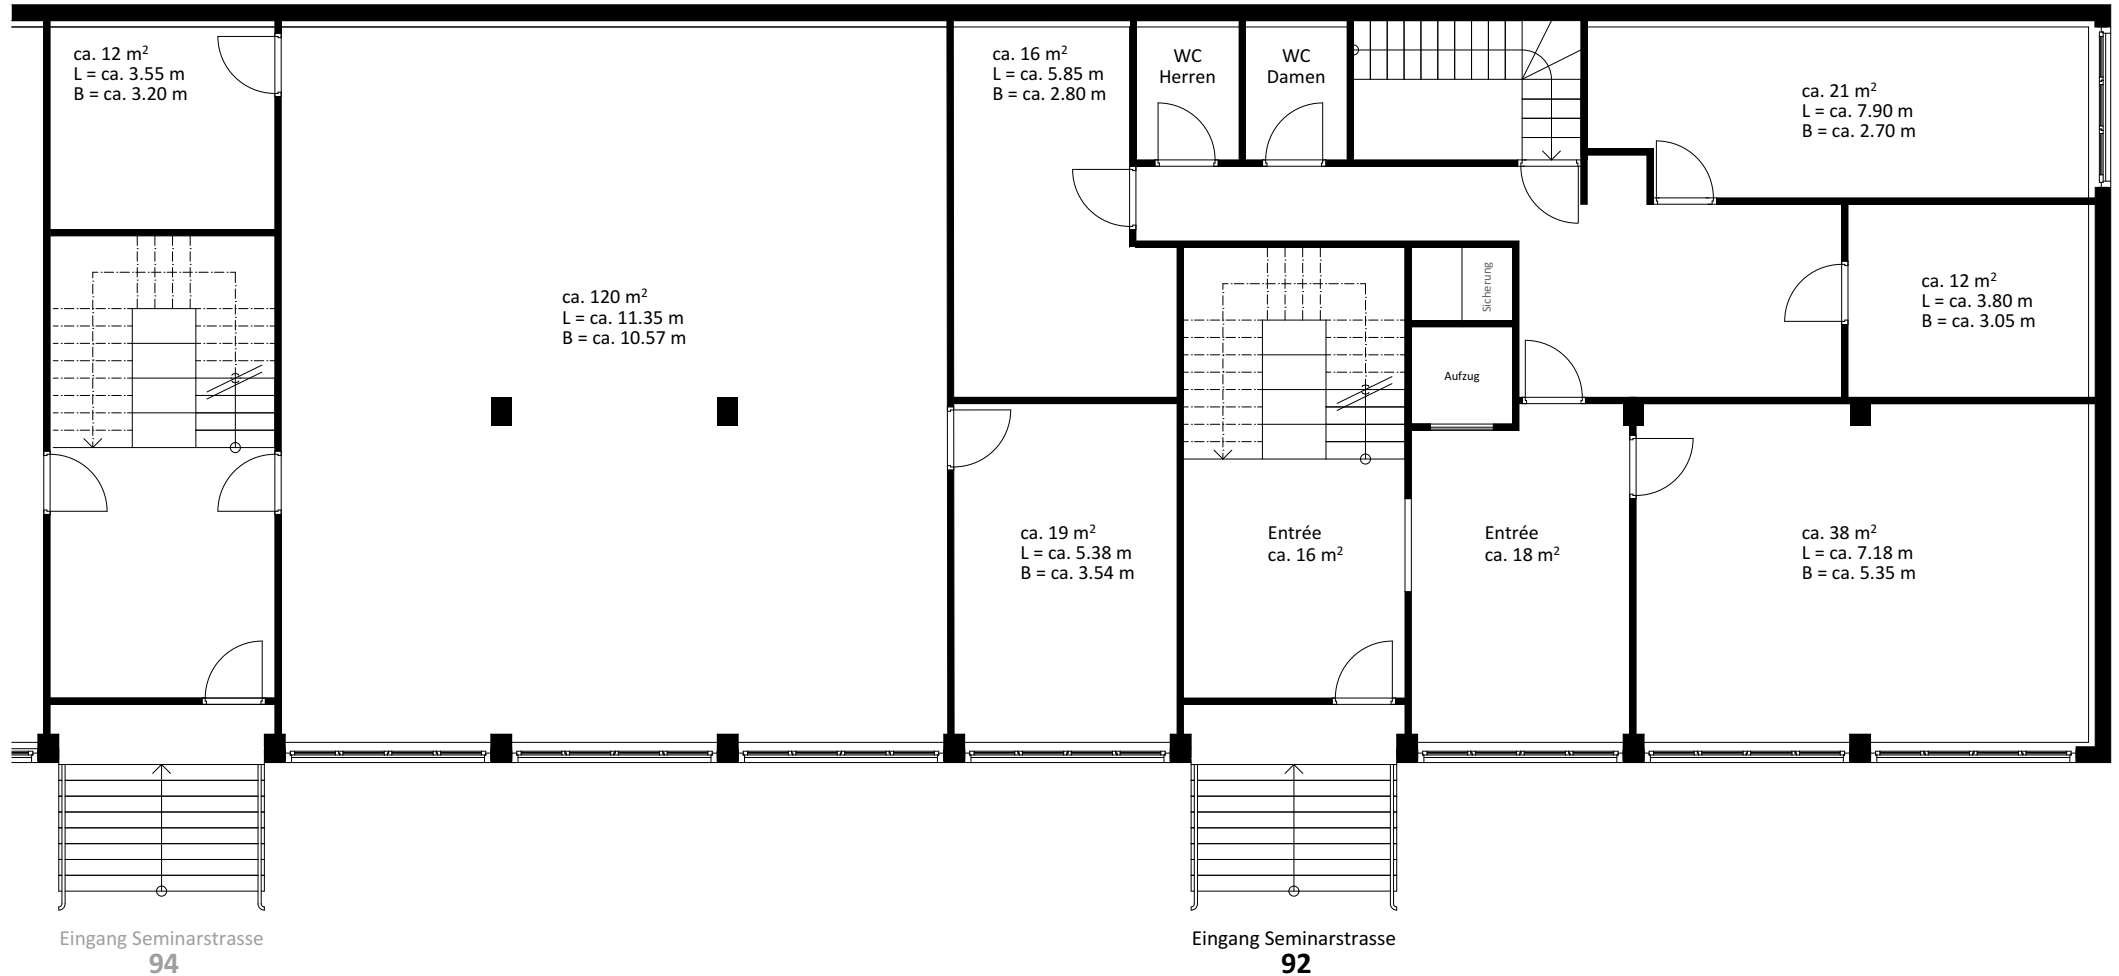 ca. 12 m²
L = ca. 3.55 m
B = ca. 3.20 m
ca. 16 m²
L = ca. 5.85 m
B = ca. 2.80 m
WC
Herren
WC
Damen
ca. 21 m²
L = ca. 7.90 m
B = ca. 2.70 m
ca. 120 m²
L = ca. 11.35 m
B = ca. 10.57 m
Sicherung
ca. 12 m²
L = ca. 3.80 m
B = ca. 3.05 m
Aufzug
ca. 19 m²
L = ca. 5.38 m
B = ca. 3.54 m
Entrée
ca. 16 m²
Entrée
ca. 18 m²
ca. 38 m²
L = ca. 7.18 m
B = ca. 5.35 m
Eingang Seminarstrasse
94
Eingang Seminarstrasse
92